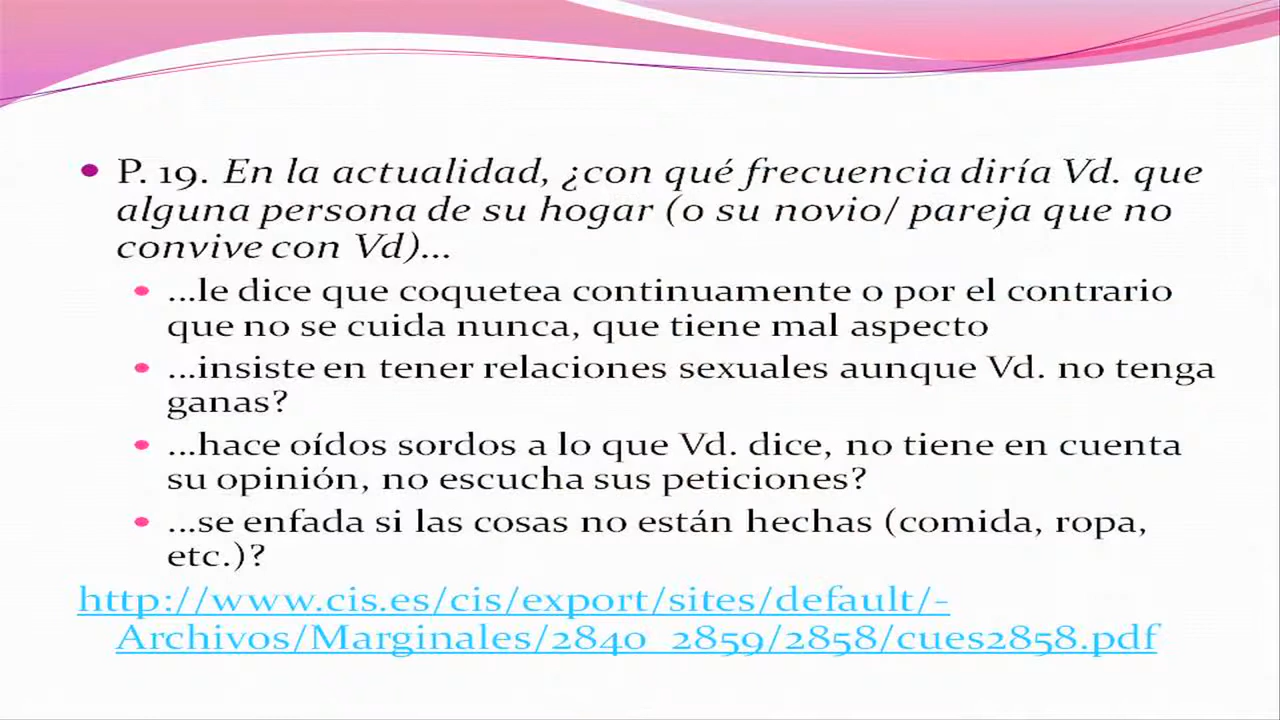 P. 19. En la actualidad, ¿con qué frecuencia diría Vd. que
alguna persona de su hogar (o su novio/ pareja que no
convive con Vd)...
...le dice que coquetea continuamente o por el contrario
que no se cuida nunca, que tiene mal aspecto
...insiste en tener relaciones sexuales aunque Vd. no tenga
ganas?
...hace oídos sordos a lo que Vd. dice, no tiene en cuenta
su opinión, no escucha sus peticiones?
...se enfada si las cosas no están hechas (comida, ropa,
etc.)?
http://www.cis.es/cis/export/sites/default/-
Archivos/Marginales/2840_2859/2858/cues2858.pdf